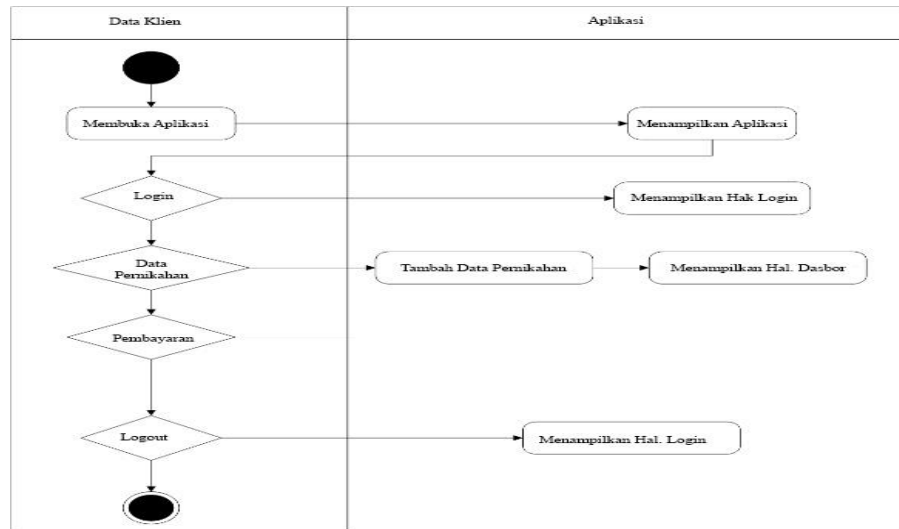 Data Klien
Aplikasi
Membuka Aplikasi
Menampilkan Aplikasi
Login
Menampilkan Hak Login
Data
Pernikahan
Tambah Data Pernikahan
Menampilkan Hal. Dasbor
Pembayaran
Logout
Menampilkan Hal. Login